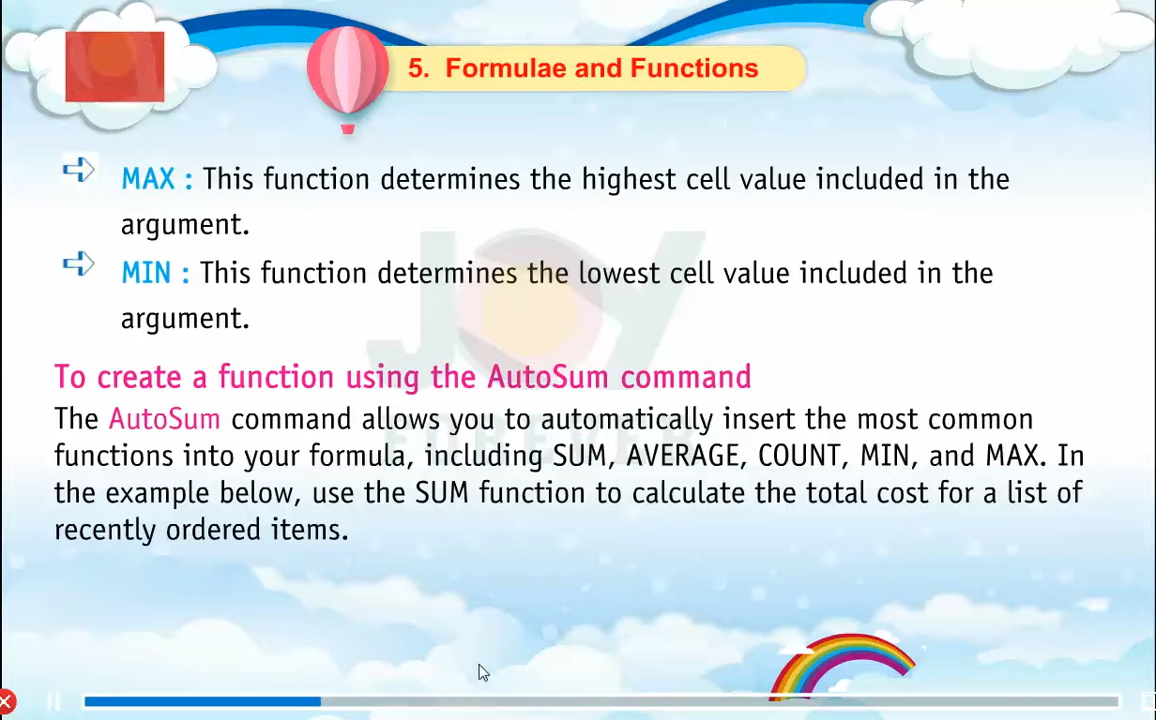 5. Formulae and Functions
MAX : This function determines the highest cell value included in the
argument.
MIN : This function determines the lowest cell value included in the
argument.
To create a function using the AutoSum command
The AutoSum command allows you to automatically insert the most common
functions into your formula, including SUM, AVERAGE, COUNT, MIN, and MAX. In
the example below, use the SUM function to calculate the total cost for a list of
recently ordered items.
JOY
FOREVER